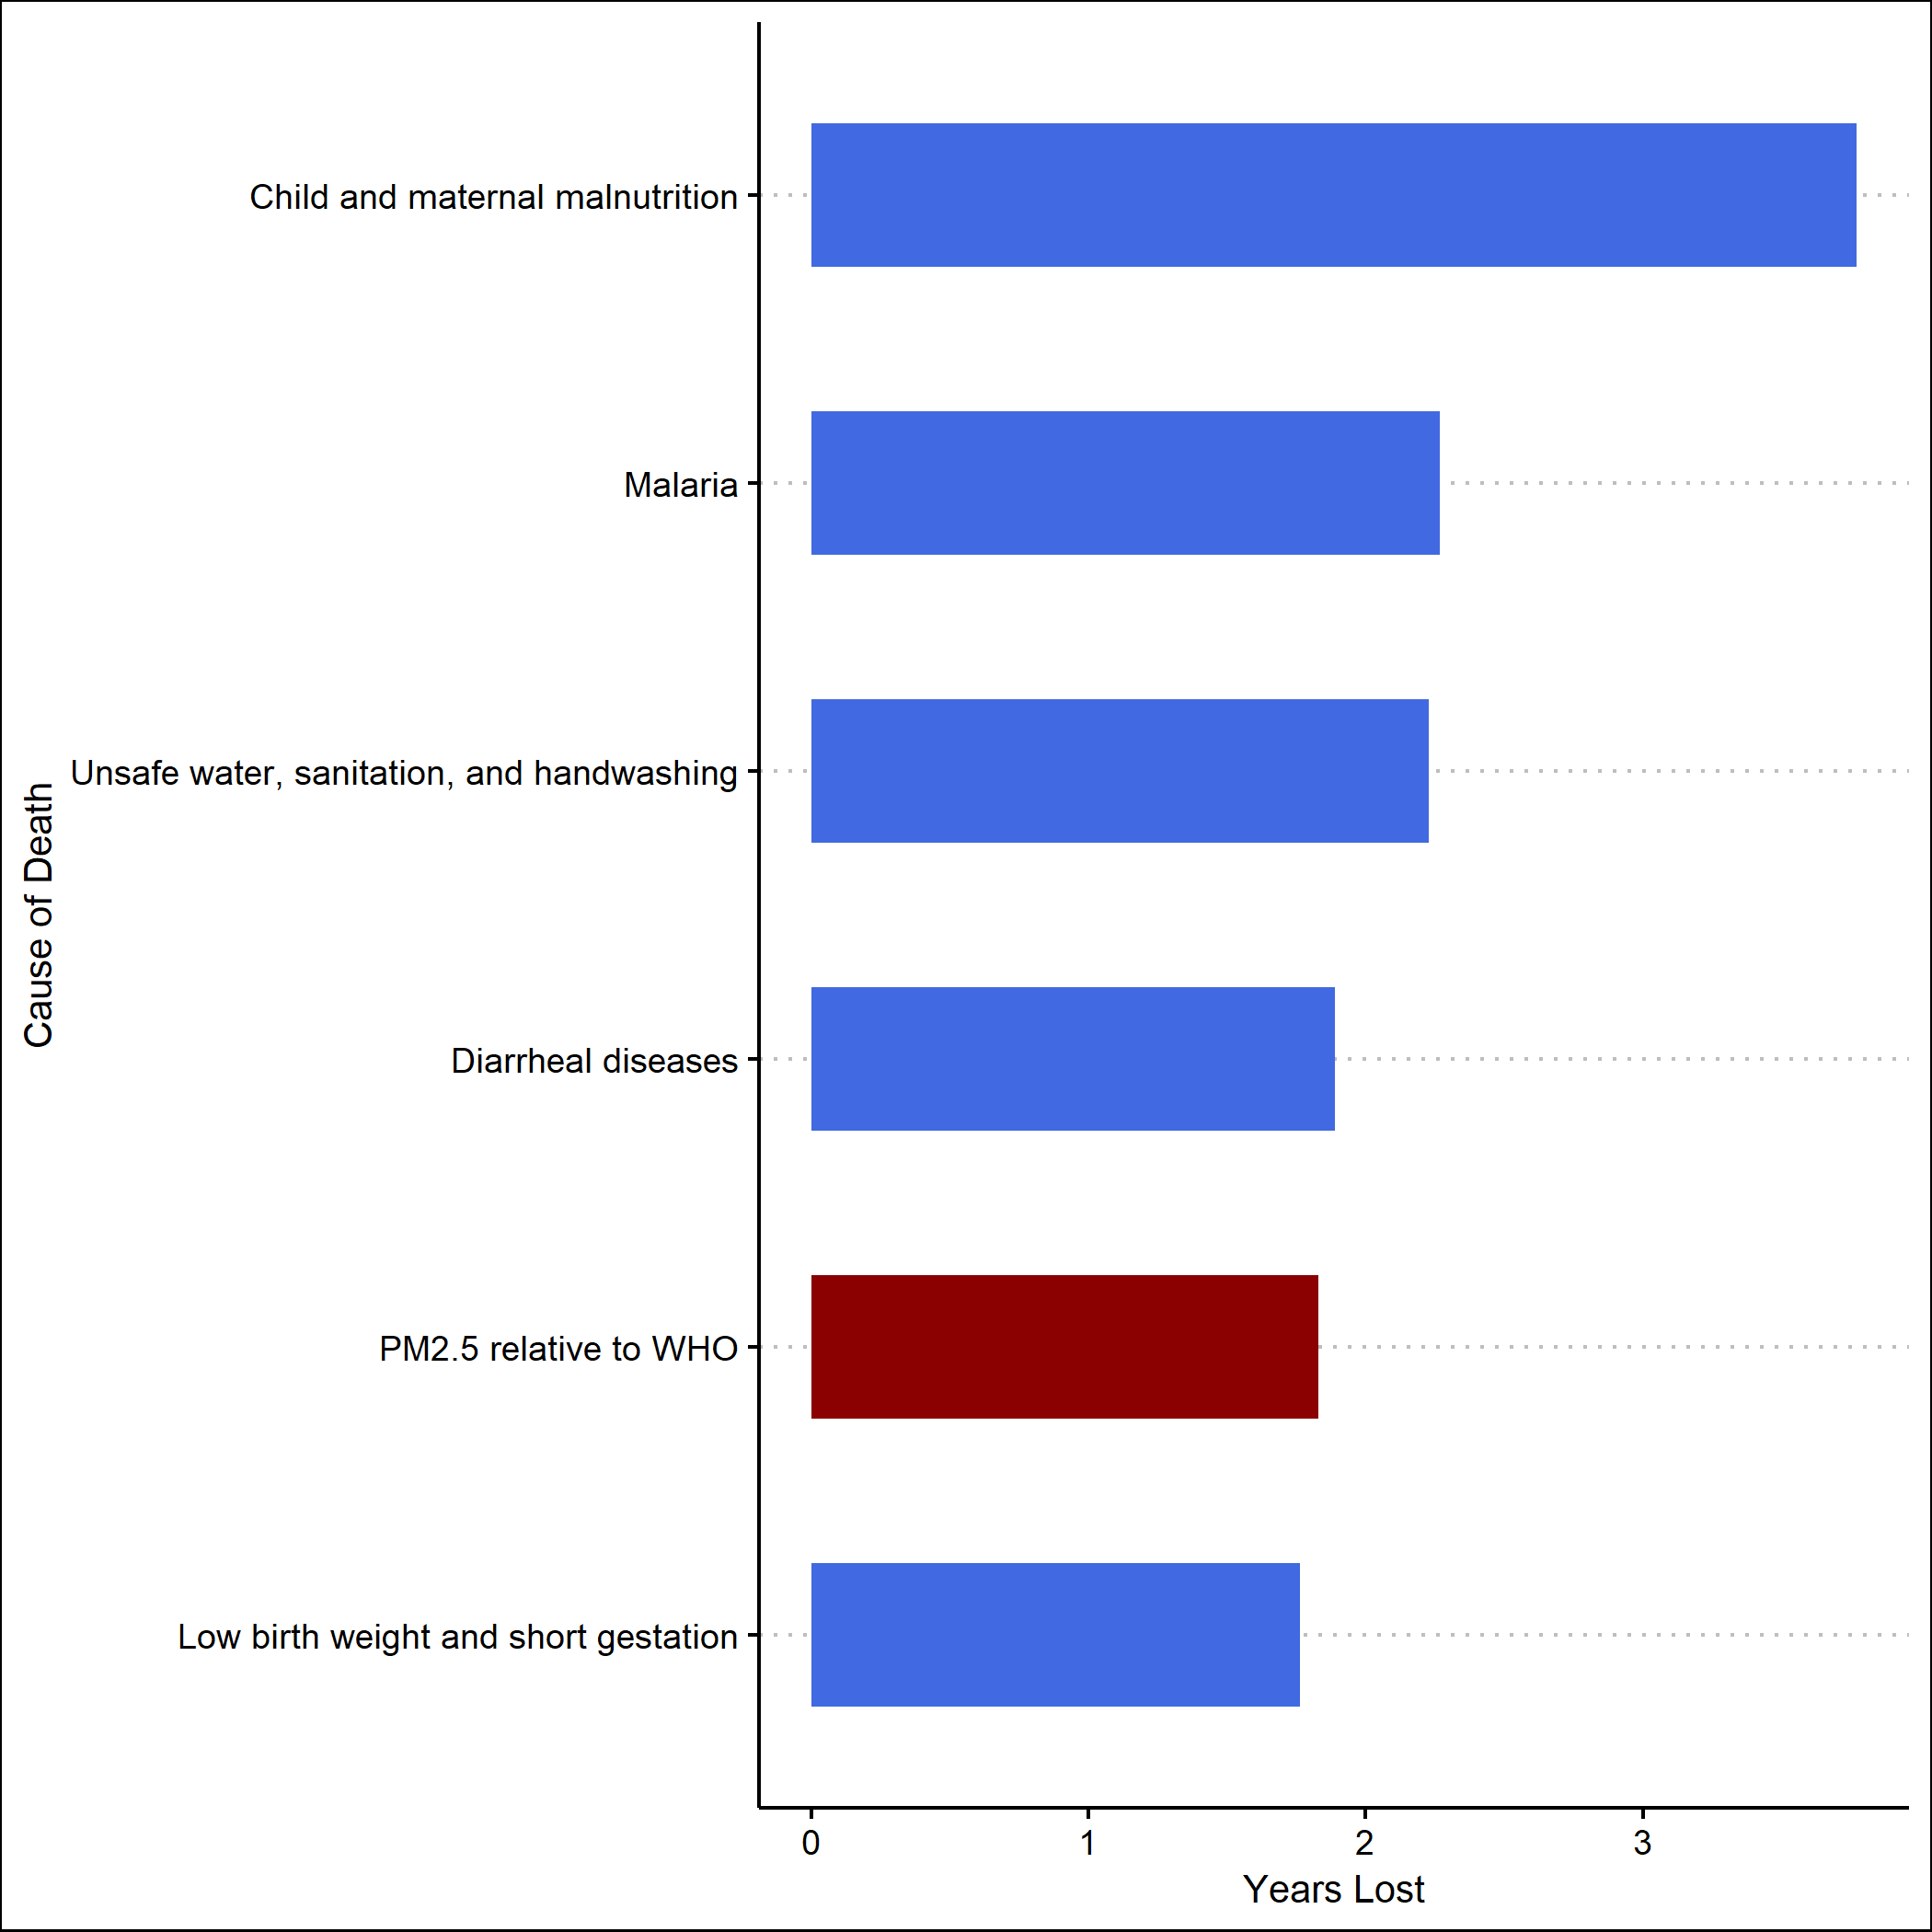 Child and maternal malnutrition
Malaria
Unsafe water, sanitation, and handwashing
Diarrheal diseases
PM2.5 relative to WHO
Low birth weight and short gestation
Cause of Death
0 1 2 3
Years Lost